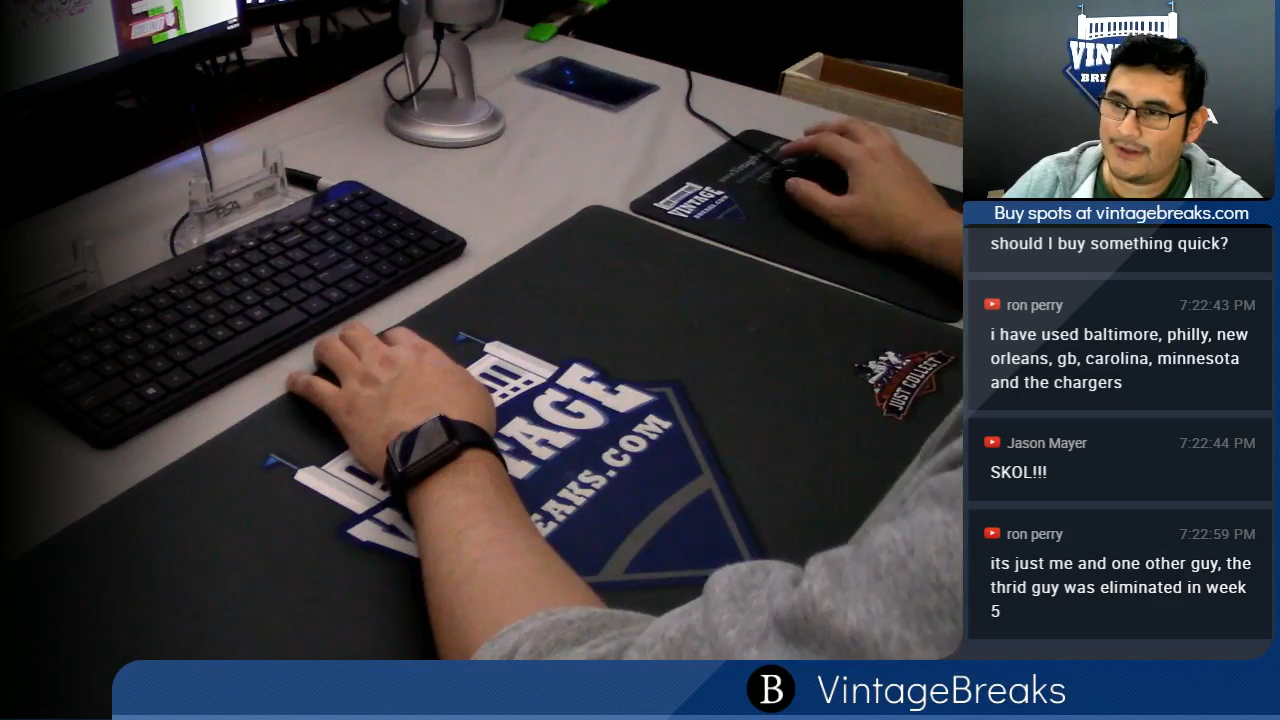 VINTAGE
BREAKS.COM
VINTAGE
EAKS.COM
JUST COLLECT
Buy spots at vintagebreaks.com
should I buy something quick?
ron perry 7:22:43 PM
i have used baltimore, philly, new
orleans, gb, carolina, minnesota
and the chargers
Jason Mayer 7:22:44 PM
SKOL!!!
ron perry 7:22:59 PM
its just me and one other guy, the
thrid guy was eliminated in week
5
B VintageBreaks